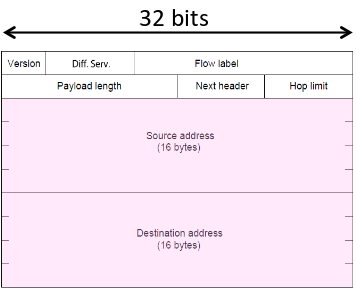 32 bits
Version Diff. Serv. Flow label
Payload length Next header Hop limit
Source address
(16 bytes)
Destination address
(16 bytes)